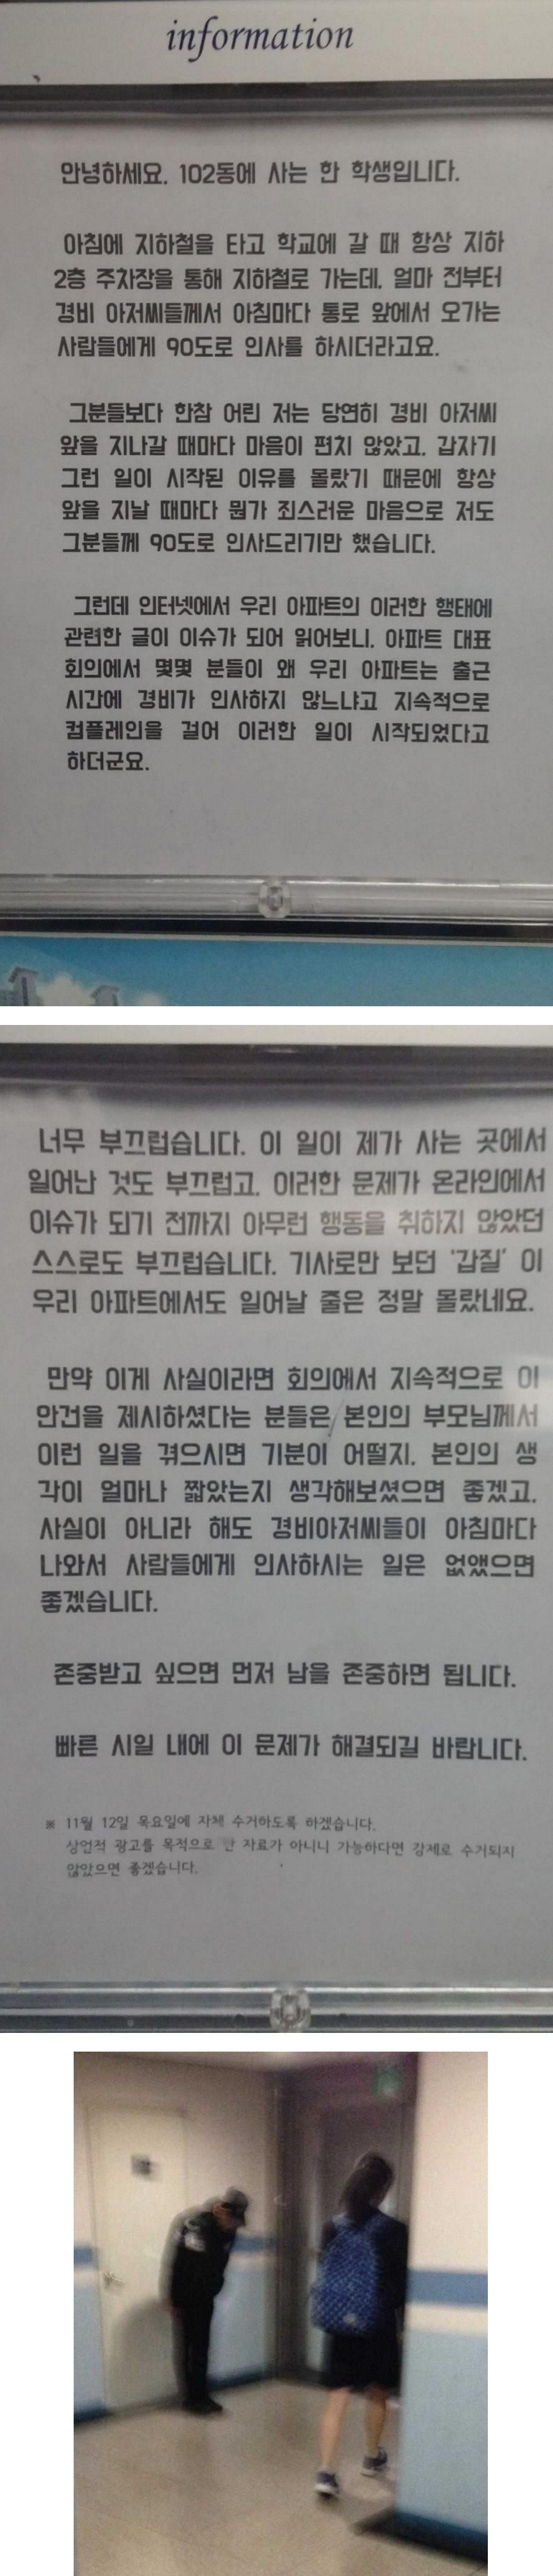 information
안녕하세요. 102동에 사는 한 학생입니다.
아침에 지하철을 타고 학교에 갈 때 항상 지하
2층 주차장을 통해 지하철로 가는데, 얼마 전부터
경비 아저씨들께서 아침마다 통로 앞에서 오가는
사람들에게 90도로 인사를 하시더라고요.
그분들보다 한참 어린 저는 당연히 경비 아저씨
앞을 지나갈 때마다 마음이 편치 않았고, 갑자기
그런 일이 시작된 이유를 몰랐기 때문에 항상
앞을 지날 때마다 뭔가 죄스러운 마음으로 저도
그분들께 90도로 인사드리기만 했습니다.
그런데 인터넷에서 우리 아파트의 이러한 행태에
관련한 글이 이슈가 되어 읽어보니, 아파트 대표
회의에서 몇몇 분들이 왜 우리 아파트는 출근
시간에 경비가 인사하지 않느냐고 지속적으로
컴플레인을 걸어 이러한 일이 시작되었다고
하더군요.
너무 부끄럽습니다. 이 일이 제가 사는 곳에서
일어난 것도 부끄럽고, 이러한 문제가 온라인에서
이슈가 되기 전까지 아무런 행동을 취하지 않았던
스스로도 부끄럽습니다. 기사로만 보던 '갑질' 이
우리 아파트에서도 일어날 줄은 정말 몰랐네요.
만약 이게 사실이라면 회의에서 지속적으로 이
안건을 제시하셨다는 분들은 본인의 부모님께서
이런 일을 겪으시면 기분이 어떨지, 본인의 생
각이 얼마나 짧았는지 생각해보셨으면 좋겠고,
사실이 아니라 해도 경비아저씨들이 아침마다
나와서 사람들에게 인사하시는 일은 없앴으면
좋겠습니다.
존중받고 싶으면 먼저 남을 존중하면 됩니다.
빠른 시일 내에 이 문제가 해결되길 바랍니다.
※ 11월 12일 목요일에 자체 수거하도록 하겠습니다.
상업적 광고를 목적으로 한 자료가 아니니 가능하다면 강제로 수거되지
않았으면 좋겠습니다.